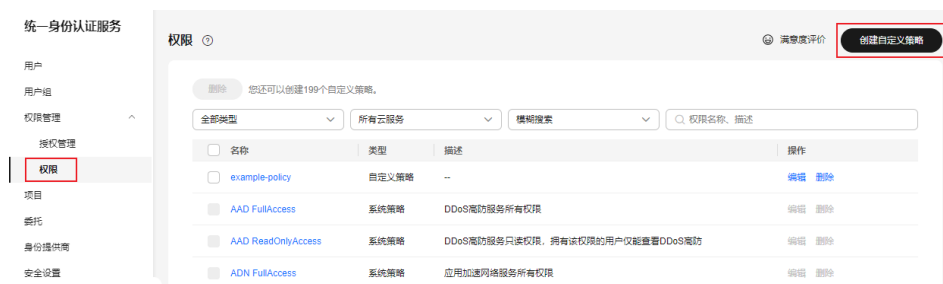 统一身份认证服务
用户
用户组
权限管理
授权管理
权限
项目
委托
身份提供商
安全设置
权限
满意度评价
创建自定义策略
删除 您还可以创建199个自定义策略。
全部类型 所有云服务 模糊搜索 权限名称、描述
名称 类型 描述 操作
example-policy 自定义策略 -- 编辑 删除
AAD FullAccess 系统策略 DDoS高防服务所有权限 编辑 删除
AAD ReadOnlyAccess 系统策略 DDoS高防服务只读权限，拥有该权限的用户仅能查看DDoS高防 编辑 删除
ADN FullAccess 系统策略 应用加速网络服务所有权限 编辑 删除